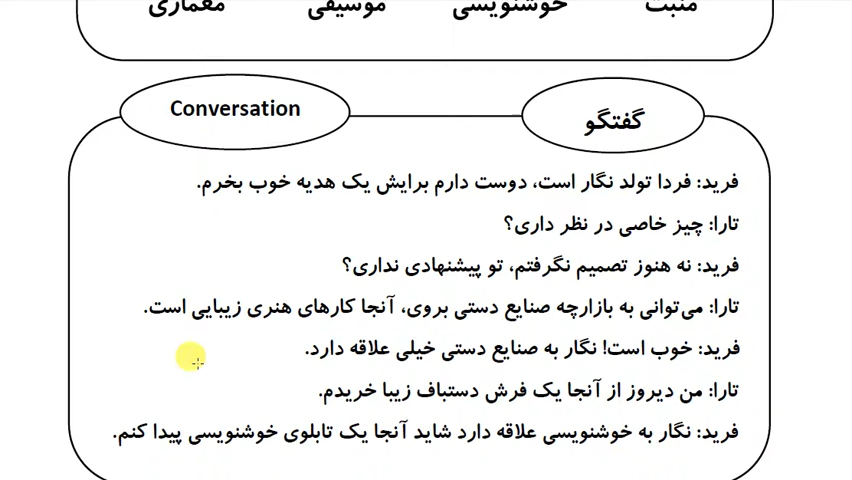 منبت خوشنویسی موسیقی معماری
Conversation
گفتگو
فرید: فردا تولد نگار است، دوست دارم برایش یک هدیه خوب بخرم.
تارا: چیز خاصی در نظر داری؟
فرید: نه هنوز تصمیم نگرفتم، تو پیشنهادی نداری؟
تارا: می‌توانی به بازارچه صنایع دستی بروی، آنجا کارهای هنری زیبایی است.
فرید: خوب است! نگار به صنایع دستی خیلی علاقه دارد.
تارا: من دیروز از آنجا یک فرش دستباف زیبا خریدم.
فرید: نگار به خوشنویسی علاقه دارد شاید آنجا یک تابلوی خوشنویسی پیدا کنم.